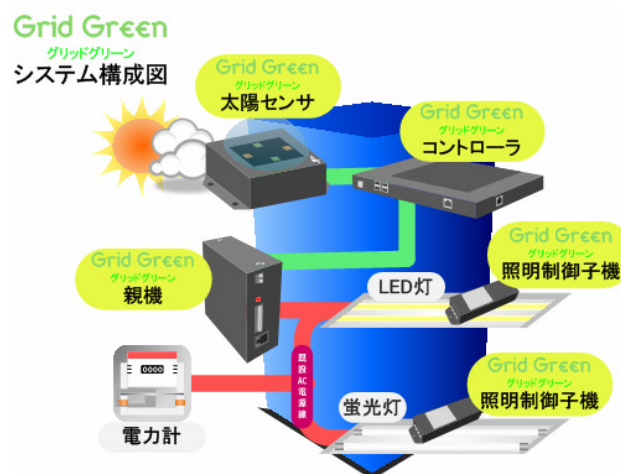 Grid Green
グリッドグリーン
システム構成図
Grid Green
グリッドグリーン
太陽センサ
Grid Green
グリッドグリーン
コントローラ
Grid Green
グリッドグリーン
親機
LED灯
Grid Green
グリッドグリーン
照明制御子機
既設AC電源線
0000
電力計
蛍光灯
Grid Green
グリッドグリーン
照明制御子機